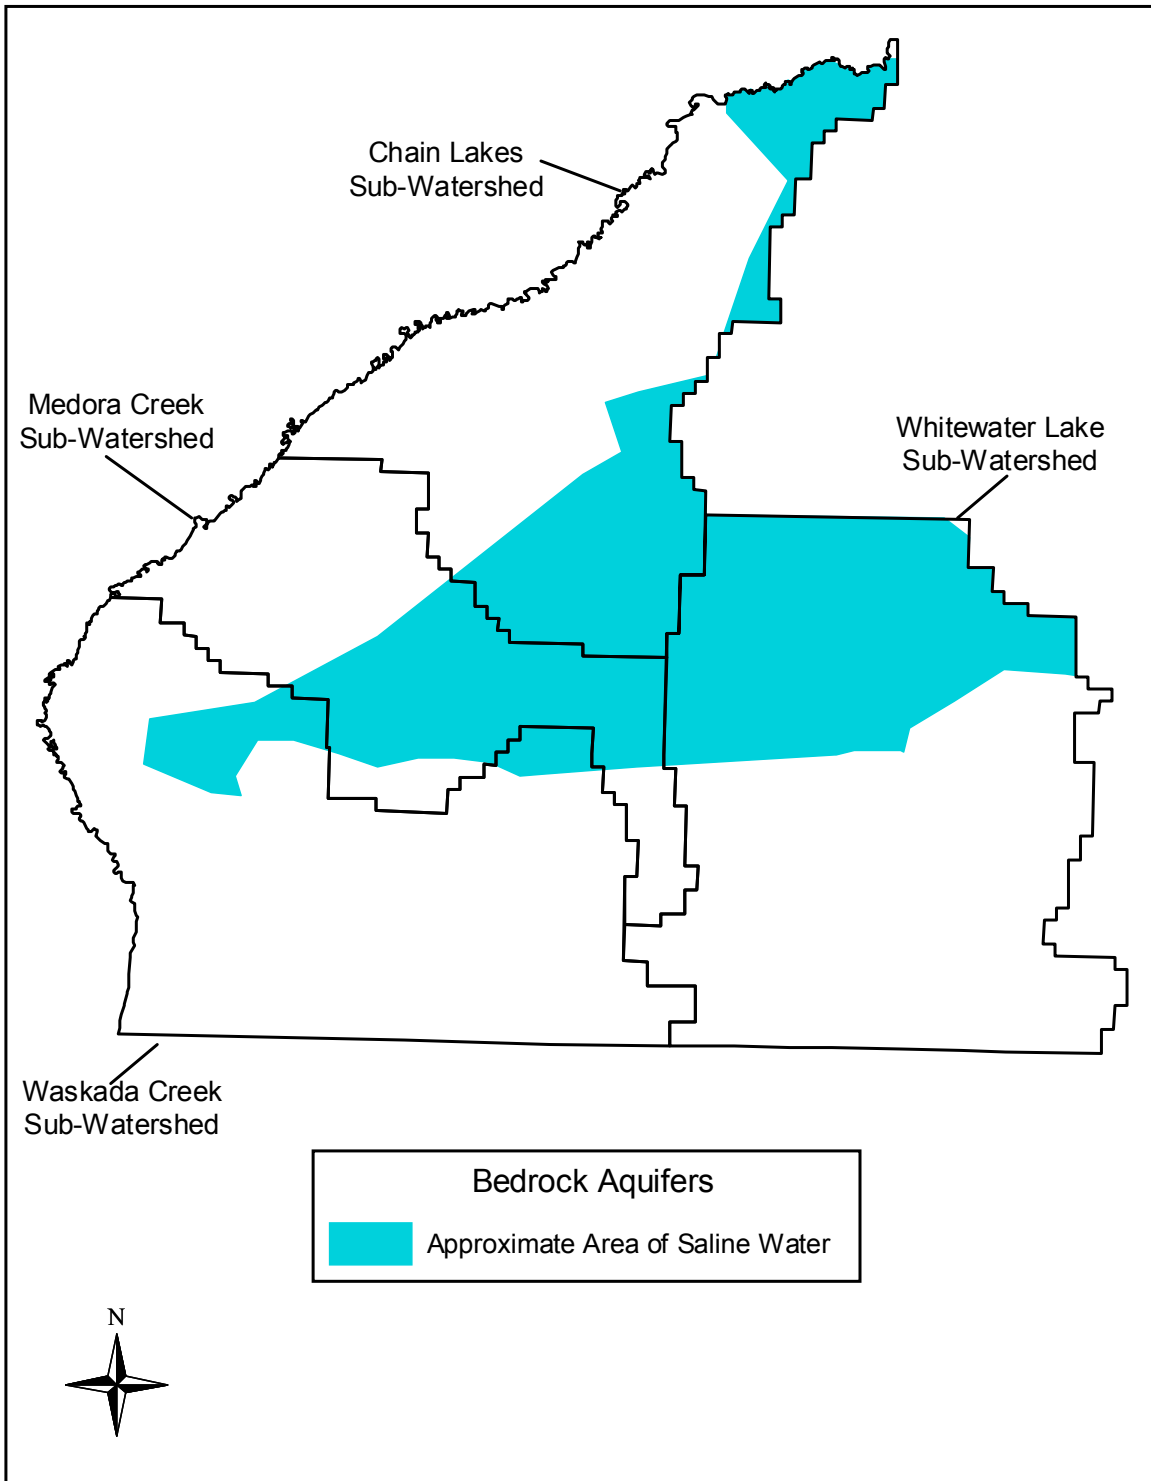 Chain Lakes
Sub-Watershed
Medora Creek
Sub-Watershed
Whitewater Lake
Sub-Watershed
Waskada Creek
Sub-Watershed
Bedrock Aquifers
Approximate Area of Saline Water
N